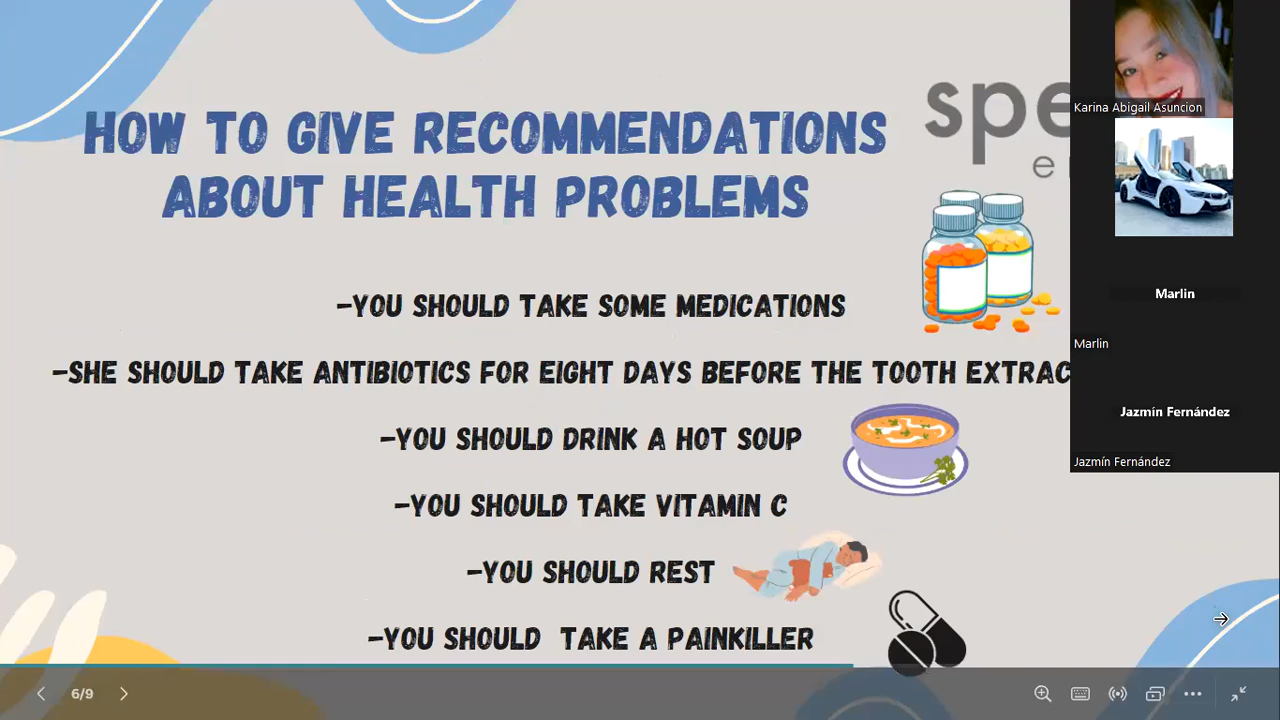 HOW TO GIVE RECOMMENDATIONS
ABOUT HEALTH PROBLEMS
-YOU SHOULD TAKE SOME MEDICATIONS
-SHE SHOULD TAKE ANTIBIOTICS FOR EIGHT DAYS BEFORE THE TOOTH EXTRAC
-YOU SHOULD DRINK A HOT SOUP
-YOU SHOULD TAKE VITAMIN C
-YOU SHOULD REST
-YOU SHOULD TAKE A PAINKILLER
Karina Abigail Asuncion
Marlin
Marlin
Jazmín Fernández
Jazmín Fernández
6/9